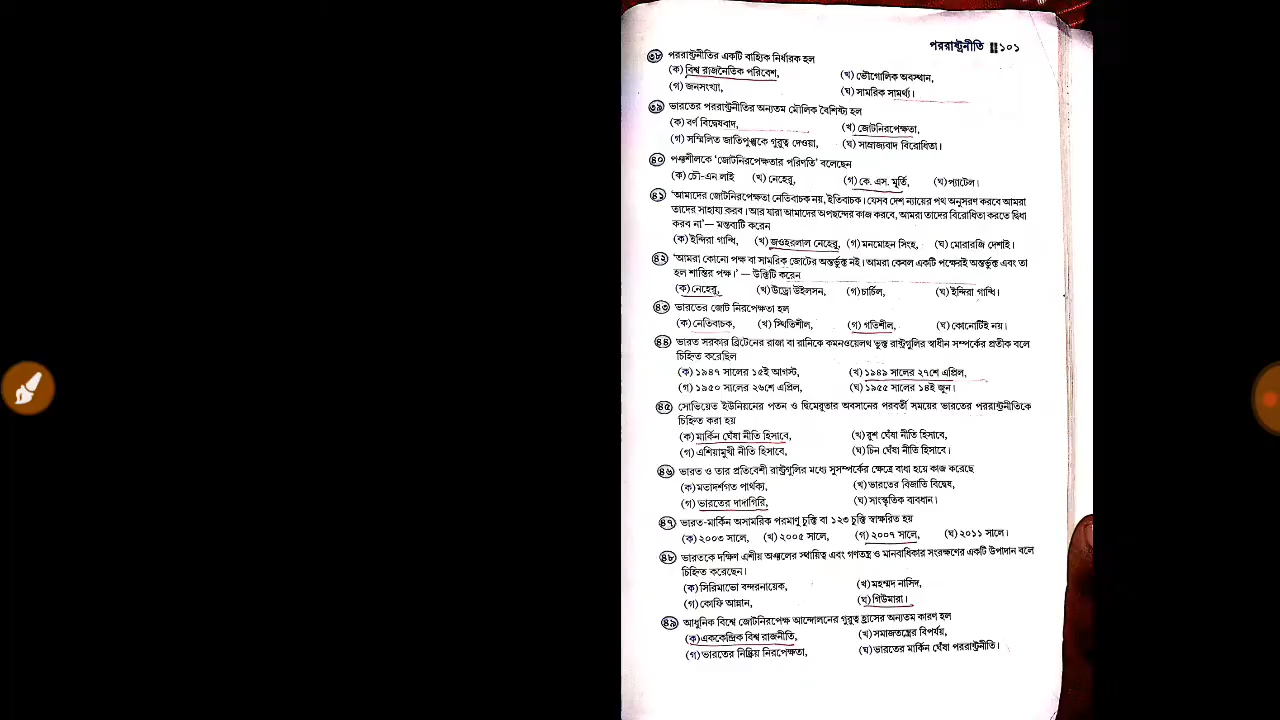 পররাষ্ট্রনীতি ॥১০১
৩৮ পররাষ্ট্রনীতির একটি বাহ্যিক নির্ধারক হল
(ক) বিশ্ব রাজনৈতিক পরিবেশ, (খ) ভৌগোলিক অবস্থান,
(গ) জনসংখ্যা, (ঘ) সামরিক সামর্থ্য।
৩৯ ভারতের পররাষ্ট্রনীতির অন্যতম মৌলিক বৈশিষ্ট্য হল
(ক) বর্ণ বিদ্বেষবাদ, (খ) জোটনিরপেক্ষতা,
(গ) সম্মিলিত জাতিপুঞ্জকে গুরুত্ব দেওয়া, (ঘ) সাম্রাজ্যবাদ বিরোধিতা।
৪০ পঞ্চশীলকে ‘জোটনিরপেক্ষতার পরিণতি’ বলেছেন
(ক) চৌ-এন লাই (খ) নেহেরু, (গ) কে. এস. মূর্তি, (ঘ) প্যাটেল।
৪১ ‘আমাদের জোটনিরপেক্ষতা নেতিবাচক নয়, ইতিবাচক। যেসব দেশ ন্যায়ের পথ অনুসরণ করবে আমরা
তাদের সাহায্য করব। আর যারা আমাদের অপছন্দের কাজ করবে, আমরা তাদের বিরোধিতা করতে দ্বিধা
করব না’— মন্তব্যটি করেন
(ক) ইন্দিরা গান্ধি, (খ) জওহরলাল নেহেরু, (গ) মনমোহন সিংহ, (ঘ) মোরারজি দেশাই।
৪২ ‘আমরা কোনো পক্ষ বা সামরিক জোটের অন্তর্ভুক্ত নই। আমরা কেবল একটি পক্ষেরই অন্তর্ভুক্ত এবং তা
হল শান্তির পক্ষ।’ — উক্তিটি করেন
(ক) নেহেরু, (খ) উড্রো উইলসন, (গ) চার্চিল, (ঘ) ইন্দিরা গান্ধি।
৪৩ ভারতের জোট নিরপেক্ষতা হল
(ক) নেতিবাচক, (খ) স্থিতিশীল, (গ) গতিশীল, (ঘ) কোনোটিই নয়।
৪৪ ভারত সরকার ব্রিটেনের রাজা বা রানিকে কমনওয়েলথ ভুক্ত রাষ্ট্রগুলির স্বাধীন সম্পর্কের প্রতীক বলে
চিহ্নিত করেছিল
(ক) ১৯৪৭ সালের ১৫ই আগস্ট, (খ) ১৯৪৯ সালের ২৭শে এপ্রিল,
(গ) ১৯৫০ সালের ২৬শে এপ্রিল, (ঘ) ১৯৫৫ সালের ১৪ই জুন।
৪৫ সোভিয়েত ইউনিয়নের পতন ও দ্বিমেরুতার অবসানের পরবর্তী সময়ের ভারতের পররাষ্ট্রনীতিকে
চিহ্নিত করা হয়
(ক) মার্কিন ঘেঁষা নীতি হিসাবে, (খ) রুশ ঘেঁষা নীতি হিসাবে,
(গ) এশিয়ামুখী নীতি হিসাবে, (ঘ) চিন ঘেঁষা নীতি হিসাবে।
৪৬ ভারত ও তার প্রতিবেশী রাষ্ট্রগুলির মধ্যে সুসম্পর্কের ক্ষেত্রে বাধা হয়ে কাজ করেছে
(ক) মতাদর্শগত পার্থক্য, (খ) ভারতের বিজাতি বিদ্বেষ,
(গ) ভারতের দাদাগিরি, (ঘ) সাংস্কৃতিক ব্যবধান।
৪৭ ভারত-মার্কিন অসামরিক পরমাণু চুক্তি বা ১২৩ চুক্তি স্বাক্ষরিত হয়
(ক) ২০০৩ সালে, (খ) ২০০৫ সালে, (গ) ২০০৭ সালে, (ঘ) ২০১১ সালে।
৪৮ ভারতকে দক্ষিণ এশীয় অঞ্চলের স্থায়িত্ব এবং গণতন্ত্র ও মানবাধিকার সংরক্ষণের একটি উপাদান বলে
চিহ্নিত করেছেন।
(ক) সিরিমাভো বন্দরনায়েক, (খ) মহম্মদ নাসিদ,
(গ) কোফি আন্নান, (ঘ) গিউমারা।
৪৯ আধুনিক বিশ্বে জোটনিরপেক্ষ আন্দোলনের গুরুত্ব হ্রাসের অন্যতম কারণ হল
(ক) এককেন্দ্রিক বিশ্ব রাজনীতি, (খ) সমাজতন্ত্রের বিপর্যয়,
(গ) ভারতের নিষ্ক্রিয় নিরপেক্ষতা, (ঘ) ভারতের মার্কিন ঘেঁষা পররাষ্ট্রনীতি।